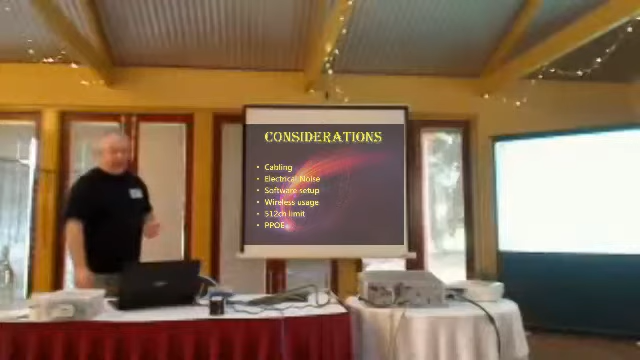 CONSIDERATIONS
• Cabling
• Electrical Noise
• Software setup
• Wireless usage
• 512ch limit
• PPOE